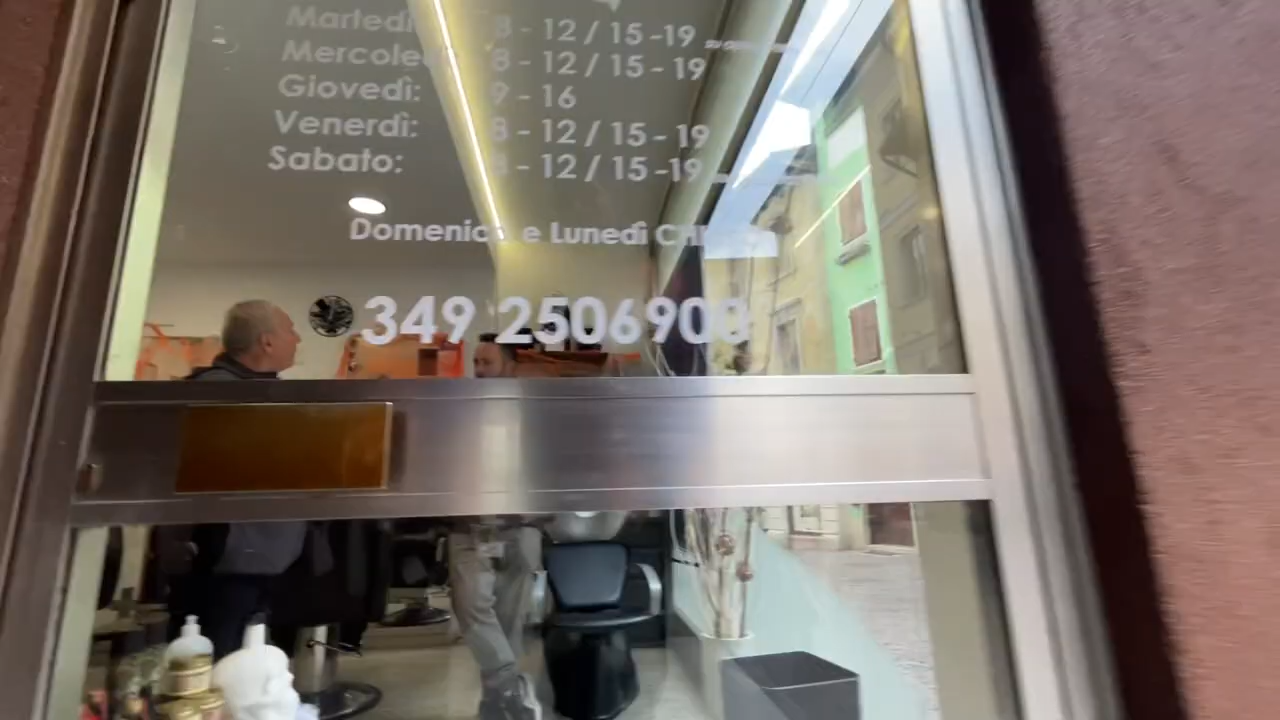 Martedì 8 - 12 / 15 -19
Mercoledì 8 - 12 / 15 - 19
Giovedì: 9 - 16
Venerdì: 8 - 12 / 15 - 19
Sabato: 8 - 12 / 15 -19
Domenica e Lunedì
349 2506900